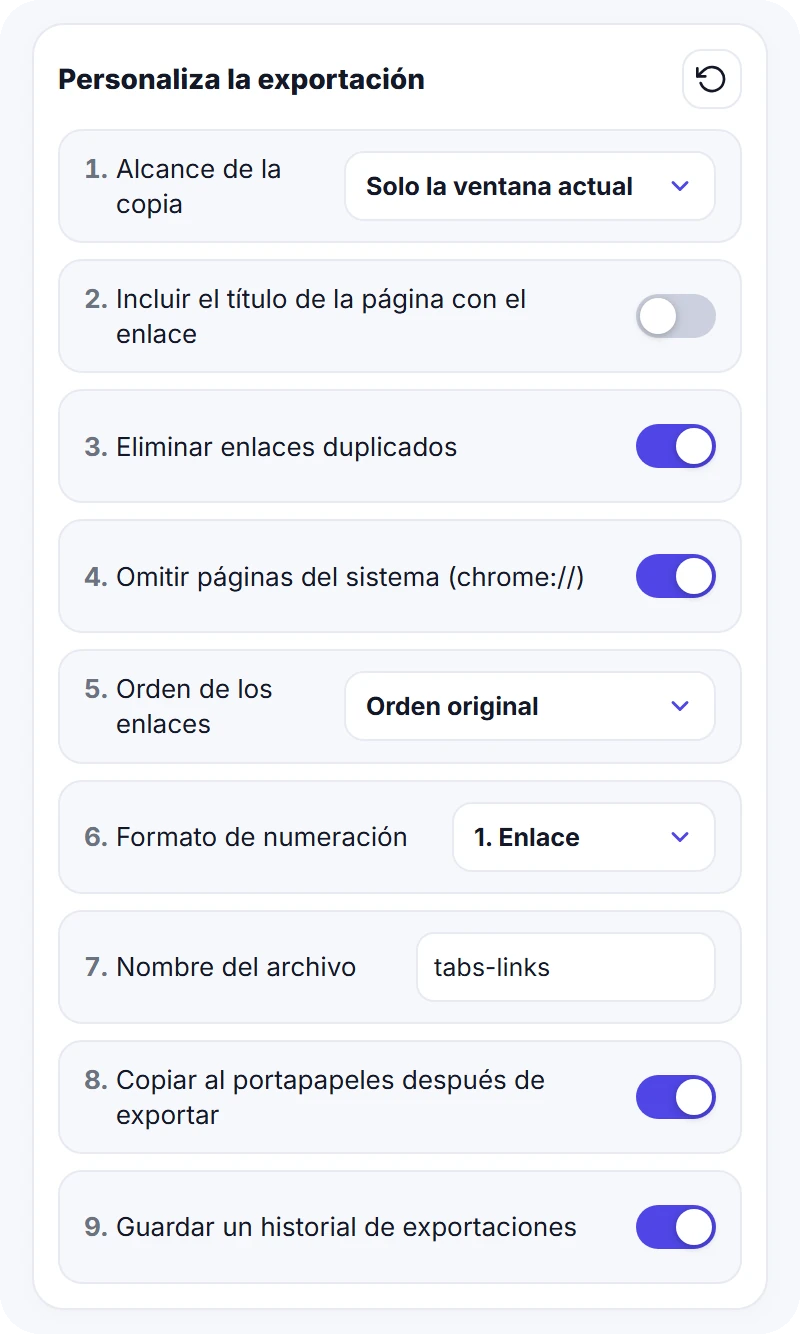 Personaliza la exportación
1. Alcance de la
copia
Solo la ventana actual
2. Incluir el título de la página con el
enlace
3. Eliminar enlaces duplicados
4. Omitir páginas del sistema (chrome://)
5. Orden de los
enlaces
Orden original
6. Formato de numeración
1. Enlace
7. Nombre del archivo
tabs-links
8. Copiar al portapapeles después de
exportar
9. Guardar un historial de exportaciones